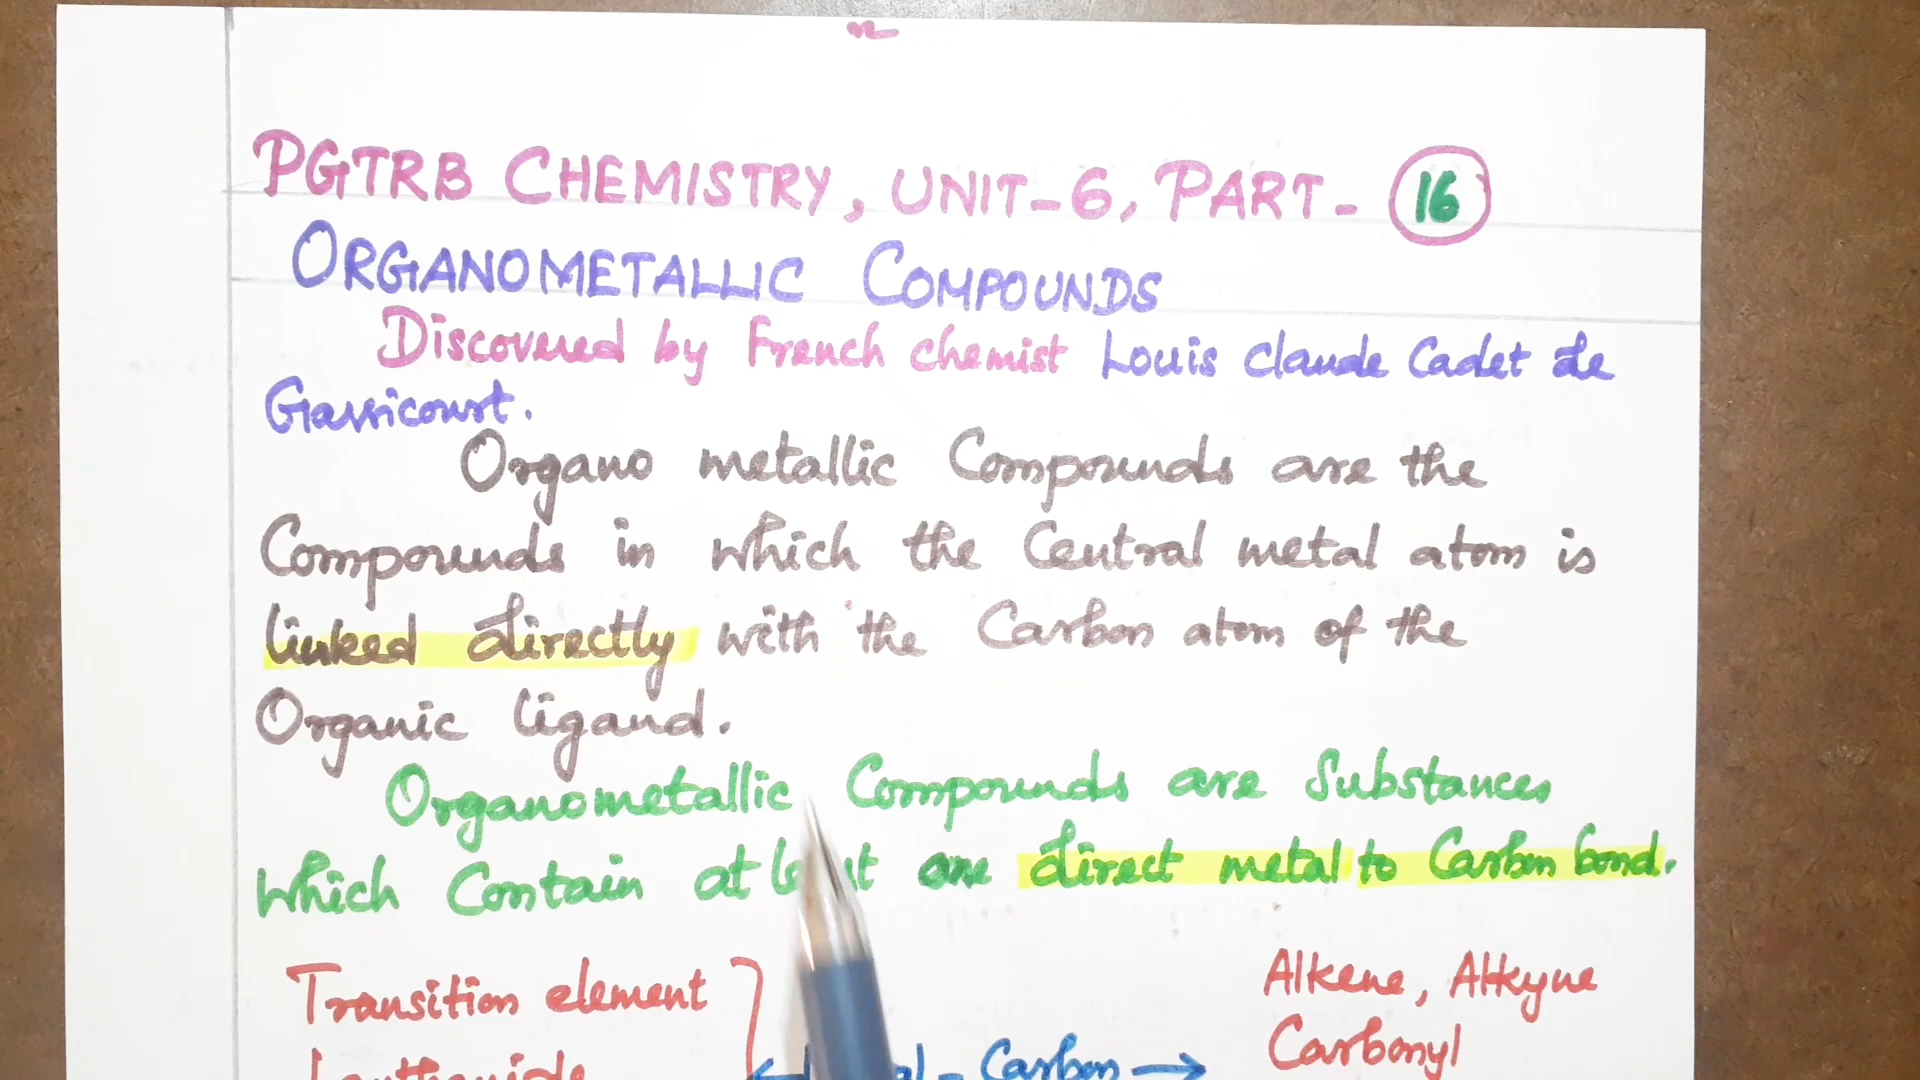 PGTRB CHEMISTRY, UNIT-6, PART- 16
ORGANOMETALLIC COMPOUNDS
Discovered by French chemist Louis claude Cadet de
Gassicourt.
Organo metallic Compounds are the
Compounds in which the Central metal atom is
linked directly with the Carbon atom of the
Organic ligand.
Organometallic Compounds are Substances
which Contain at least one direct metal to Carbon bond.
Transition element
Alkene, Alkyne
Carbonyl
Lanthanide
- Carbon